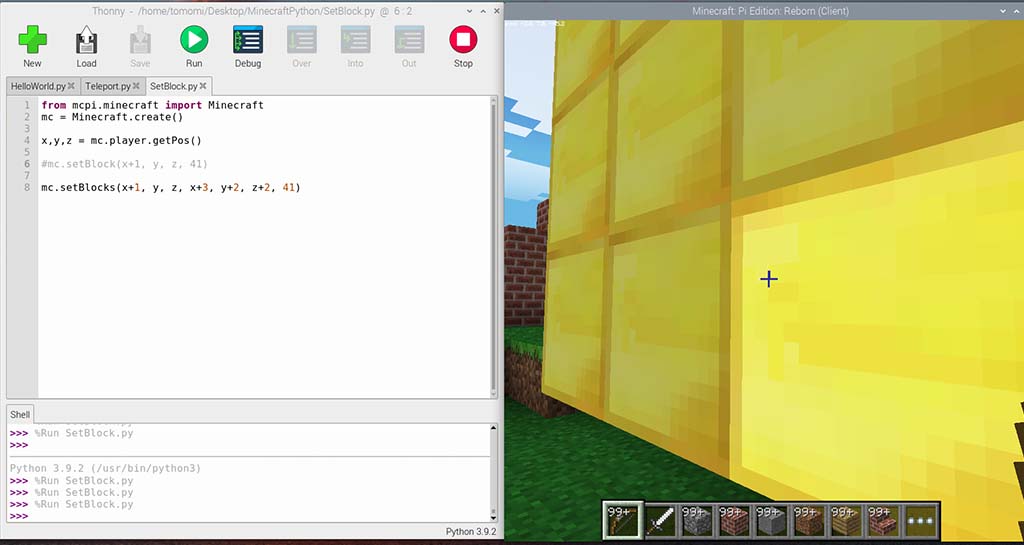 Thonny - /home/tomomi/Desktop/MinecraftPython/SetBlock.py @ 6:2
New Load Save Run Debug Over Into Out Stop
HelloWorld.py Teleport.py SetBlock.py
1 from mcpi.minecraft import Minecraft
2 mc = Minecraft.create()
3
4 x,y,z = mc.player.getPos()
5
6 #mc.setBlock(x+1, y, z, 41)
7
8 mc.setBlocks(x+1, y, z, x+3, y+2, z+2, 41)
Shell
>>> %Run SetBlock.py
>>>
Python 3.9.2 (/usr/bin/python3)
>>> %Run SetBlock.py
>>> %Run SetBlock.py
>>> %Run SetBlock.py
>>>
Python 3.9.2
Minecraft: Pi Edition: Reborn (Client)
99+ 99+ 99+ 99+ 99+ 99+ 99+